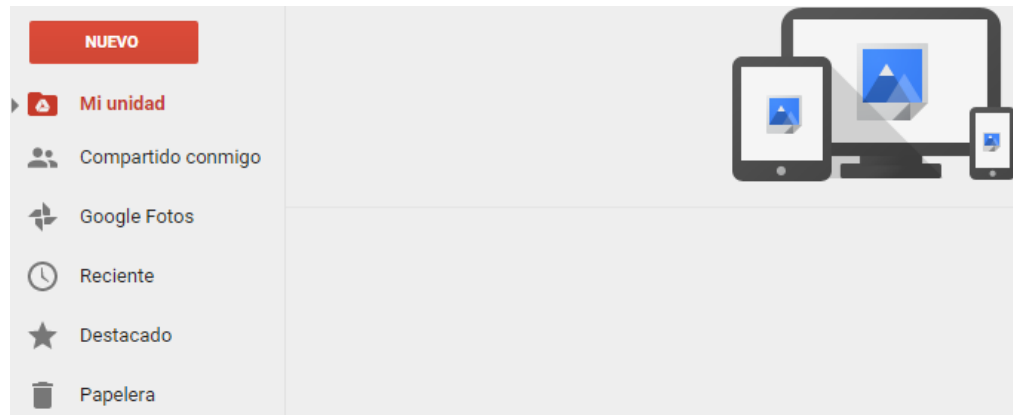 NUEVO
Mi unidad
Compartido conmigo
Google Fotos
Reciente
Destacado
Papelera